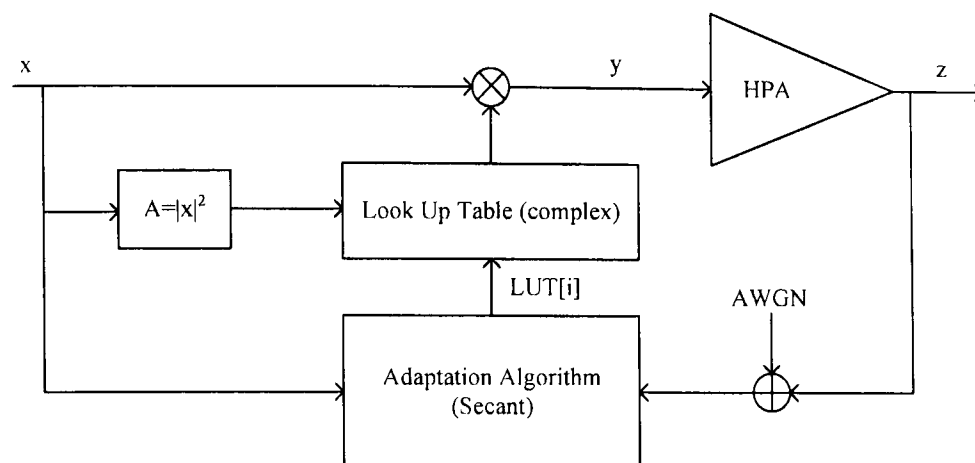 x
y
z
HPA
A=|x|²
Look Up Table (complex)
LUT[i]
AWGN
Adaptation Algorithm
(Secant)